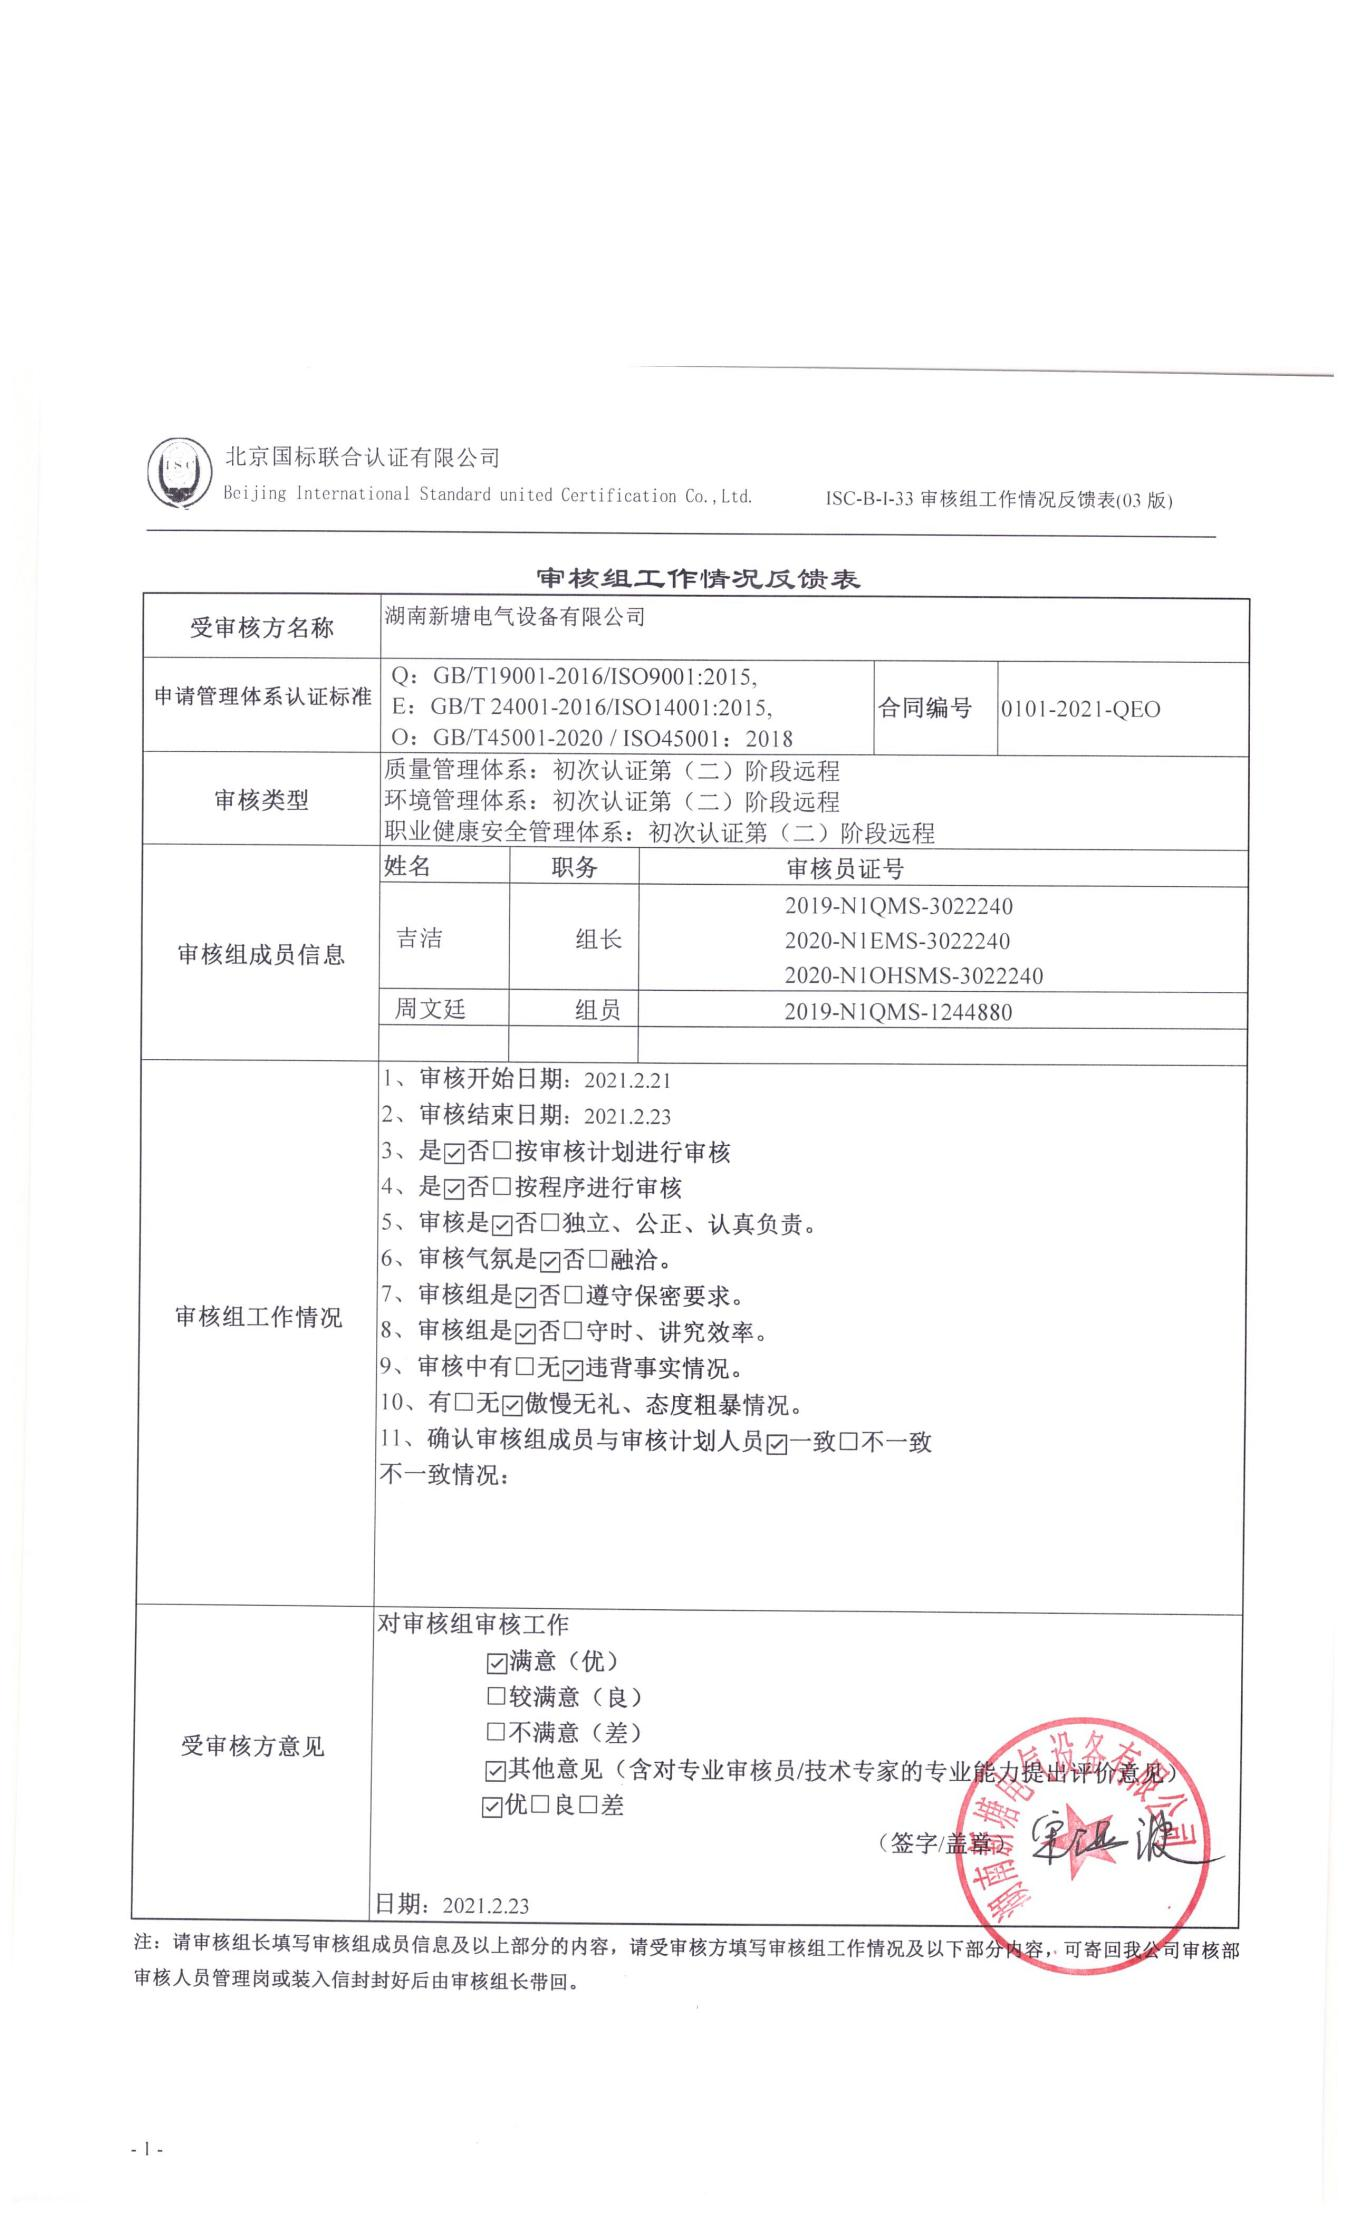 ISC
北京国标联合认证有限公司
Beijing International Standard united Certification Co.,Ltd.
ISC-B-I-33 审核组工作情况反馈表(03 版)
审核组工作情况反馈表
受审核方名称
湖南新塘电气设备有限公司
申请管理体系认证标准
Q：GB/T19001-2016/ISO9001:2015,
E：GB/T 24001-2016/ISO14001:2015,
O：GB/T45001-2020 / ISO45001：2018
合同编号
0101-2021-QEO
审核类型
质量管理体系：初次认证第（二）阶段远程
环境管理体系：初次认证第（二）阶段远程
职业健康安全管理体系：初次认证第（二）阶段远程
审核组成员信息
姓名 职务 审核员证号
吉洁 组长
2019-N1QMS-3022240
2020-N1EMS-3022240
2020-N1OHSMS-3022240
周文廷 组员 2019-N1QMS-1244880
审核组工作情况
1、审核开始日期：2021.2.21
2、审核结束日期：2021.2.23
3、是☑否□按审核计划进行审核
4、是☑否□按程序进行审核
5、审核是☑否□独立、公正、认真负责。
6、审核气氛是☑否□融洽。
7、审核组是☑否□遵守保密要求。
8、审核组是☑否□守时、讲究效率。
9、审核中有□无☑违背事实情况。
10、有□无☑傲慢无礼、态度粗暴情况。
11、确认审核组成员与审核计划人员☑一致□不一致
不一致情况：
受审核方意见
对审核组审核工作
☑满意（优）
□较满意（良）
□不满意（差）
☑其他意见（含对专业审核员/技术专家的专业能力提出评价意见）
☑优□良□差
（签字/盖章）
湖南新塘电气设备有限公司
日期：2021.2.23
注：请审核组长填写审核组成员信息及以上部分的内容，请受审核方填写审核组工作情况及以下部分内容，可寄回我公司审核部
审核人员管理岗或装入信封封好后由审核组长带回。
- 1 -